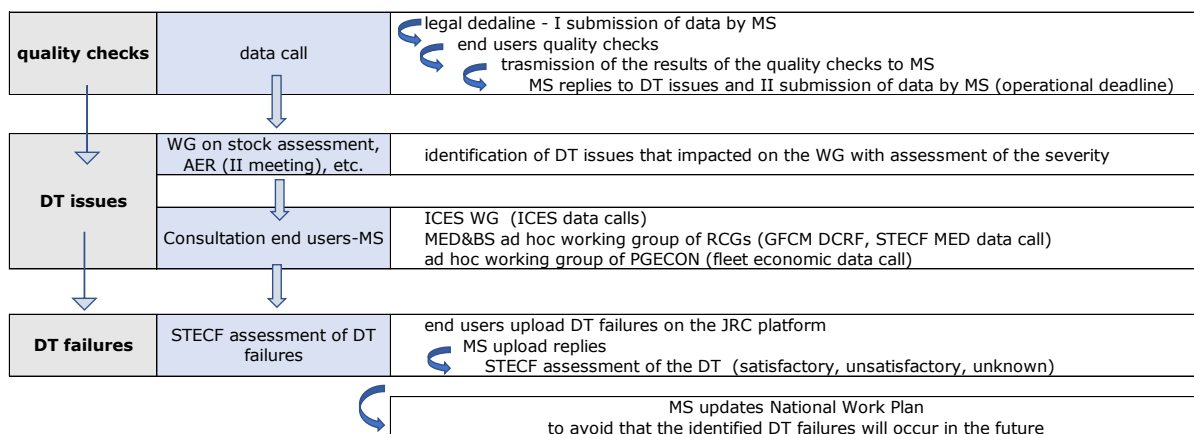 quality checks
data call
legal dedaline - I submission of data by MS
end users quality checks
trasmission of the results of the quality checks to MS
MS replies to DT issues and II submission of data by MS (operational deadline)
DT issues
WG on stock assessment,
AER (II meeting), etc.
identification of DT issues that impacted on the WG with assessment of the severity
Consultation end users-MS
ICES WG  (ICES data calls)
MED&BS ad hoc working group of RCGs (GFCM DCRF, STECF MED data call)
ad hoc working group of PGECON (fleet economic data call)
DT failures
STECF assessment of DT
failures
end users upload DT failures on the JRC platform
MS upload replies
STECF assessment of the DT  (satisfactory, unsatisfactory, unknown)
MS updates National Work Plan
to avoid that the identified DT failures will occur in the future